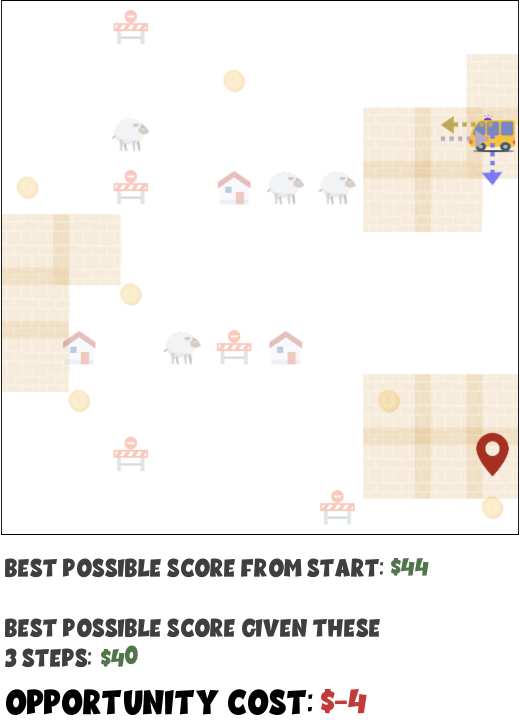 BEST POSSIBLE SCORE FROM START: $44
BEST POSSIBLE SCORE GIVEN THESE
3 STEPS: $40
OPPORTUNITY COST: $-4